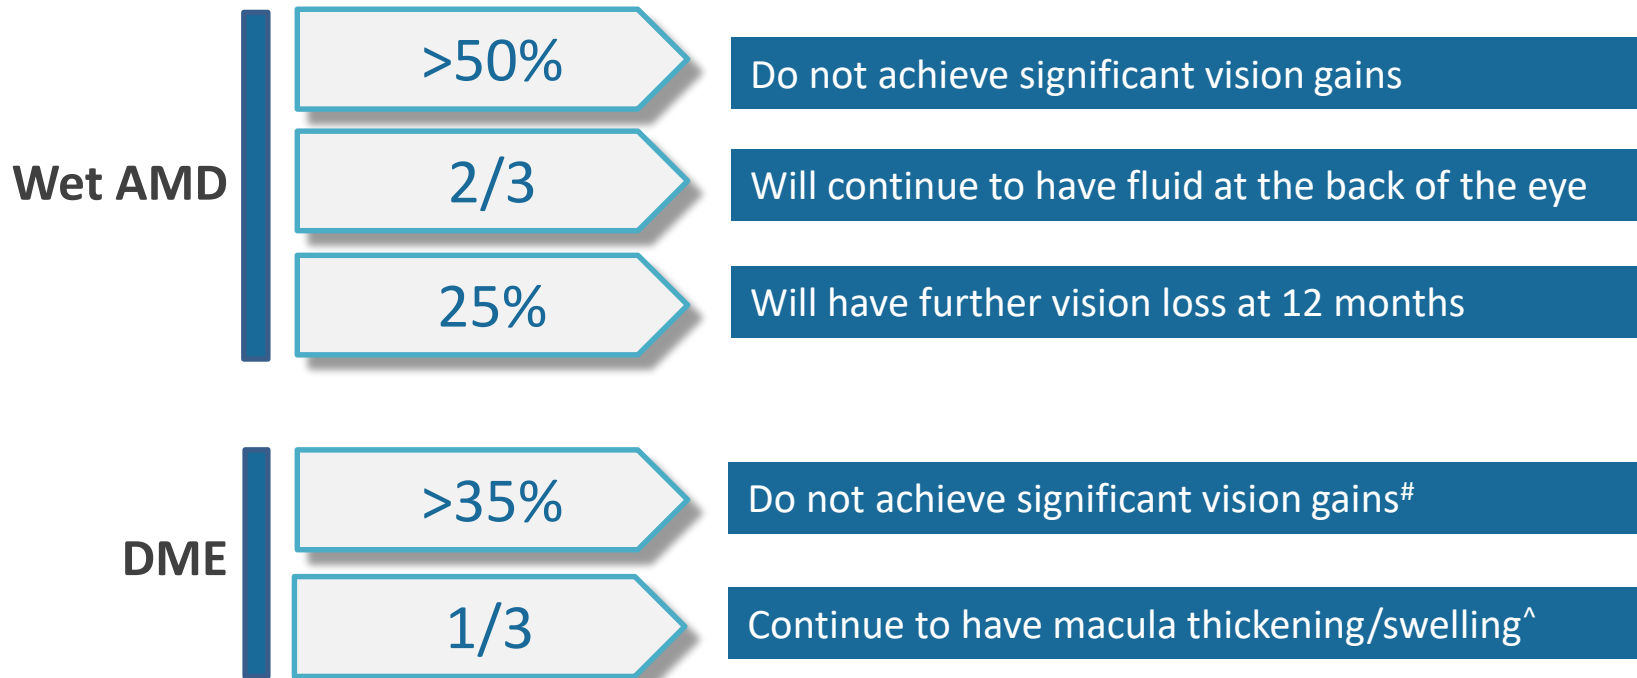 >50%
Do not achieve significant vision gains
Wet AMD
2/3
Will continue to have fluid at the back of the eye
25%
Will have further vision loss at 12 months
>35%
Do not achieve significant vision gains#
DME
1/3
Continue to have macula thickening/swelling^